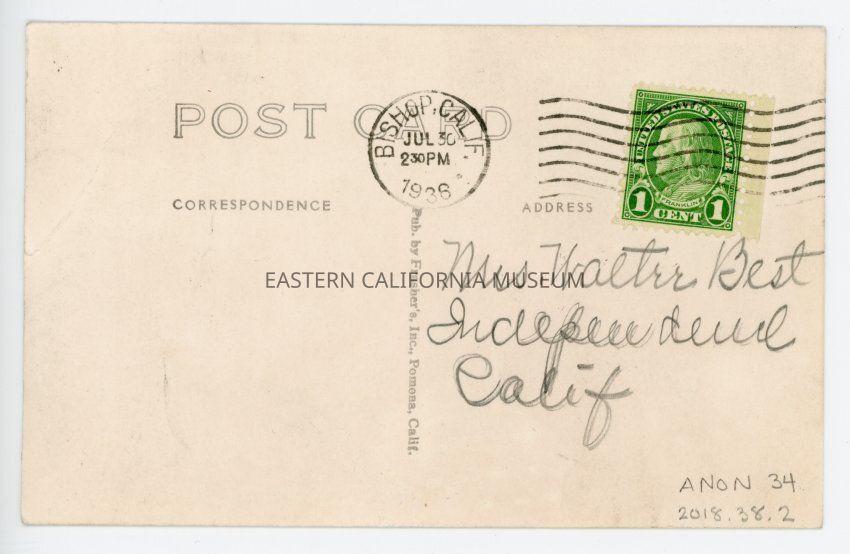 POST CARD
BISHOP, CALIF
JUL 30
2 30 PM
1936
UNITED STATES POSTAGE
FRANKLIN
1 CENT 1
CORRESPONDENCE
ADDRESS
Pub. by Frasher's, Inc., Pomona, Calif.
EASTERN CALIFORNIA MUSEUM
Mrs Walter Best
Independence
Calif
ANON 34
2018.38.2